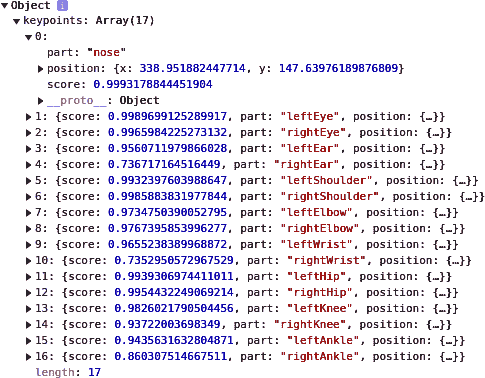 Object i
keypoints: Array(17)
0:
part: "nose"
position: {x: 338.951882447714, y: 147.63976189876809}
score: 0.9993178844451904
__proto__: Object
1: {score: 0.9989699125289917, part: "leftEye", position: {…}}
2: {score: 0.9965984225273132, part: "rightEye", position: {…}}
3: {score: 0.9560711979866028, part: "leftEar", position: {…}}
4: {score: 0.736717164516449, part: "rightEar", position: {…}}
5: {score: 0.9932397603988647, part: "leftShoulder", position: {…}}
6: {score: 0.9985883831977844, part: "rightShoulder", position: {…}}
7: {score: 0.9734750390052795, part: "leftElbow", position: {…}}
8: {score: 0.9767395853996277, part: "rightElbow", position: {…}}
9: {score: 0.9655238389968872, part: "leftWrist", position: {…}}
10: {score: 0.7352950572967529, part: "rightWrist", position: {…}}
11: {score: 0.9939306974411011, part: "leftHip", position: {…}}
12: {score: 0.9954432249069214, part: "rightHip", position: {…}}
13: {score: 0.9826021790504456, part: "leftKnee", position: {…}}
14: {score: 0.93722003698349, part: "rightKnee", position: {…}}
15: {score: 0.9435631632804871, part: "leftAnkle", position: {…}}
16: {score: 0.860307514667511, part: "rightAnkle", position: {…}}
length: 17